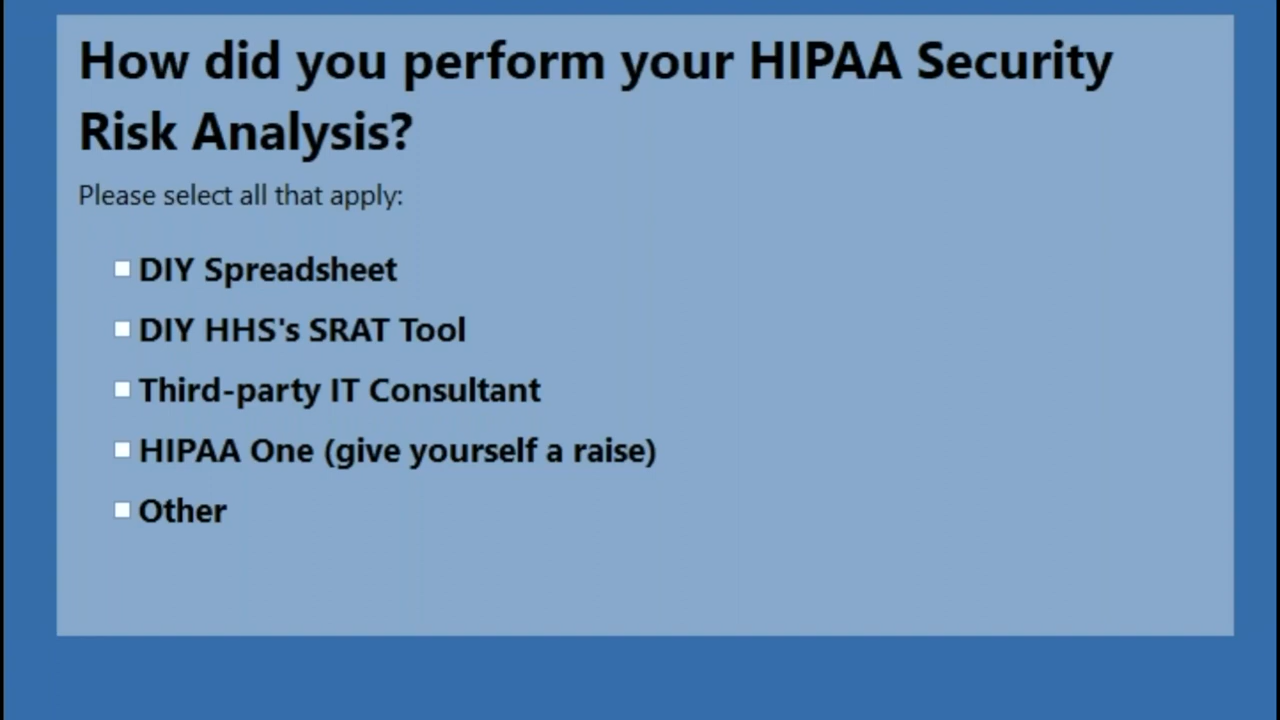 How did you perform your HIPAA Security
Risk Analysis?
Please select all that apply:
DIY Spreadsheet
DIY HHS's SRAT Tool
Third-party IT Consultant
HIPAA One (give yourself a raise)
Other